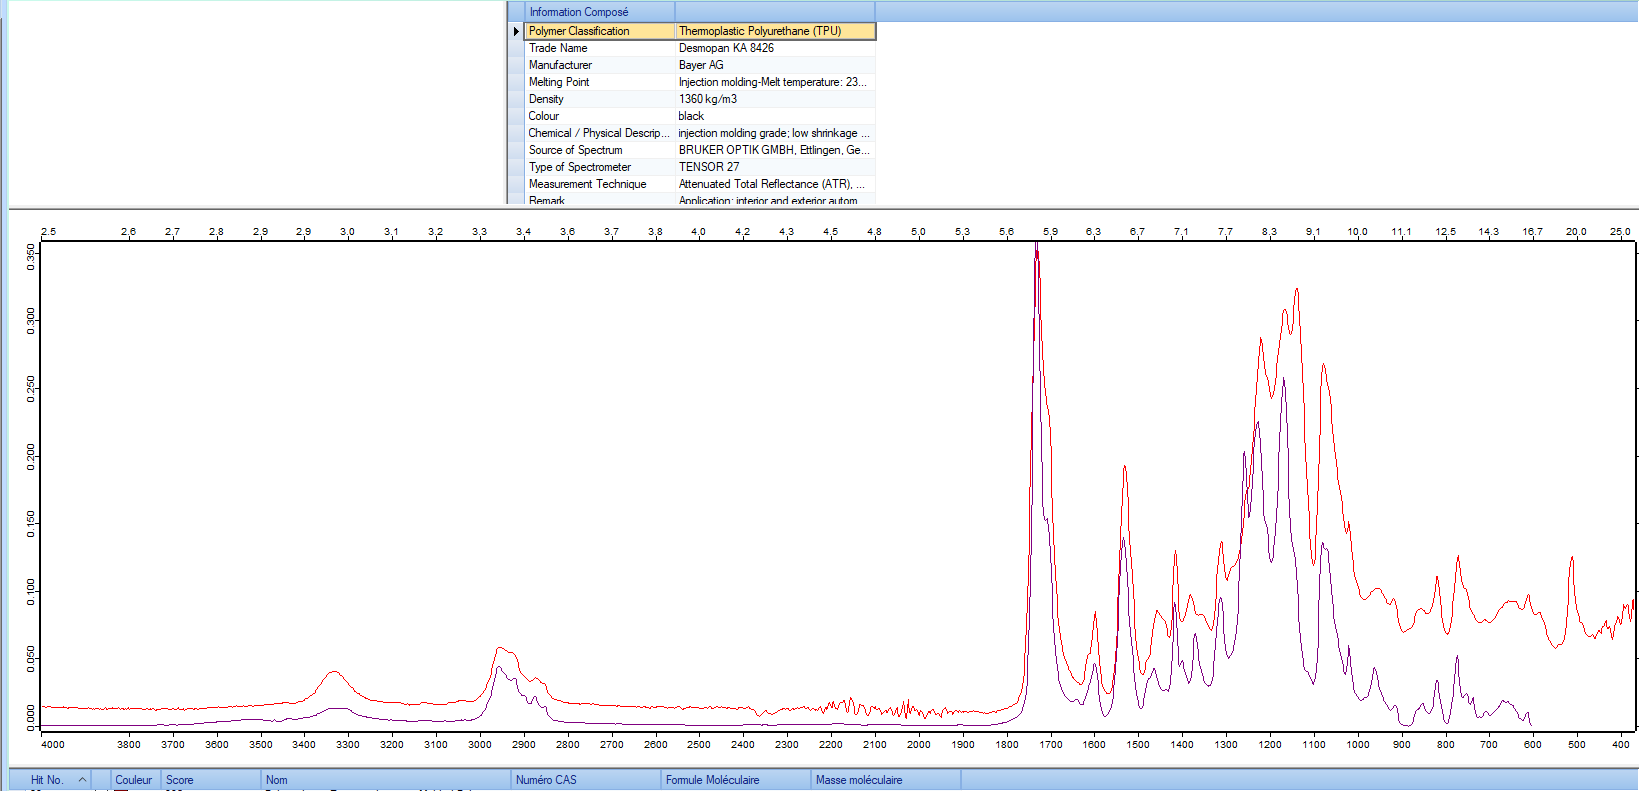 Information Composé
Polymer Classification Thermoplastic Polyurethane (TPU)
Trade Name Desmopan KA 8426
Manufacturer Bayer AG
Melting Point Injection molding-Melt temperature: 23...
Density 1360 kg/m3
Colour black
Chemical / Physical Descrip... injection molding grade; low shrinkage ...
Source of Spectrum BRUKER OPTIK GMBH, Ettlingen, Ge...
Type of Spectrometer TENSOR 27
Measurement Technique Attenuated Total Reflectance (ATR), ...
Remark Application: interior and exterior autom
2.5 2.6 2.7 2.8 2.9 2.9 3.0 3.1 3.2 3.3 3.4 3.6 3.7 3.8 4.0 4.2 4.3 4.5 4.8 5.0 5.3 5.6 5.9 6.3 6.7 7.1 7.7 8.3 9.1 10.0 11.1 12.5 14.3 16.7 20.0 25.0
0.350
0.300
0.250
0.200
0.150
0.100
0.050
0.000
4000 3800 3700 3600 3500 3400 3300 3200 3100 3000 2900 2800 2700 2600 2500 2400 2300 2200 2100 2000 1900 1800 1700 1600 1500 1400 1300 1200 1100 1000 900 800 700 600 500 400
Hit No. Couleur Score Nom Numéro CAS Formule Moléculaire Masse moléculaire